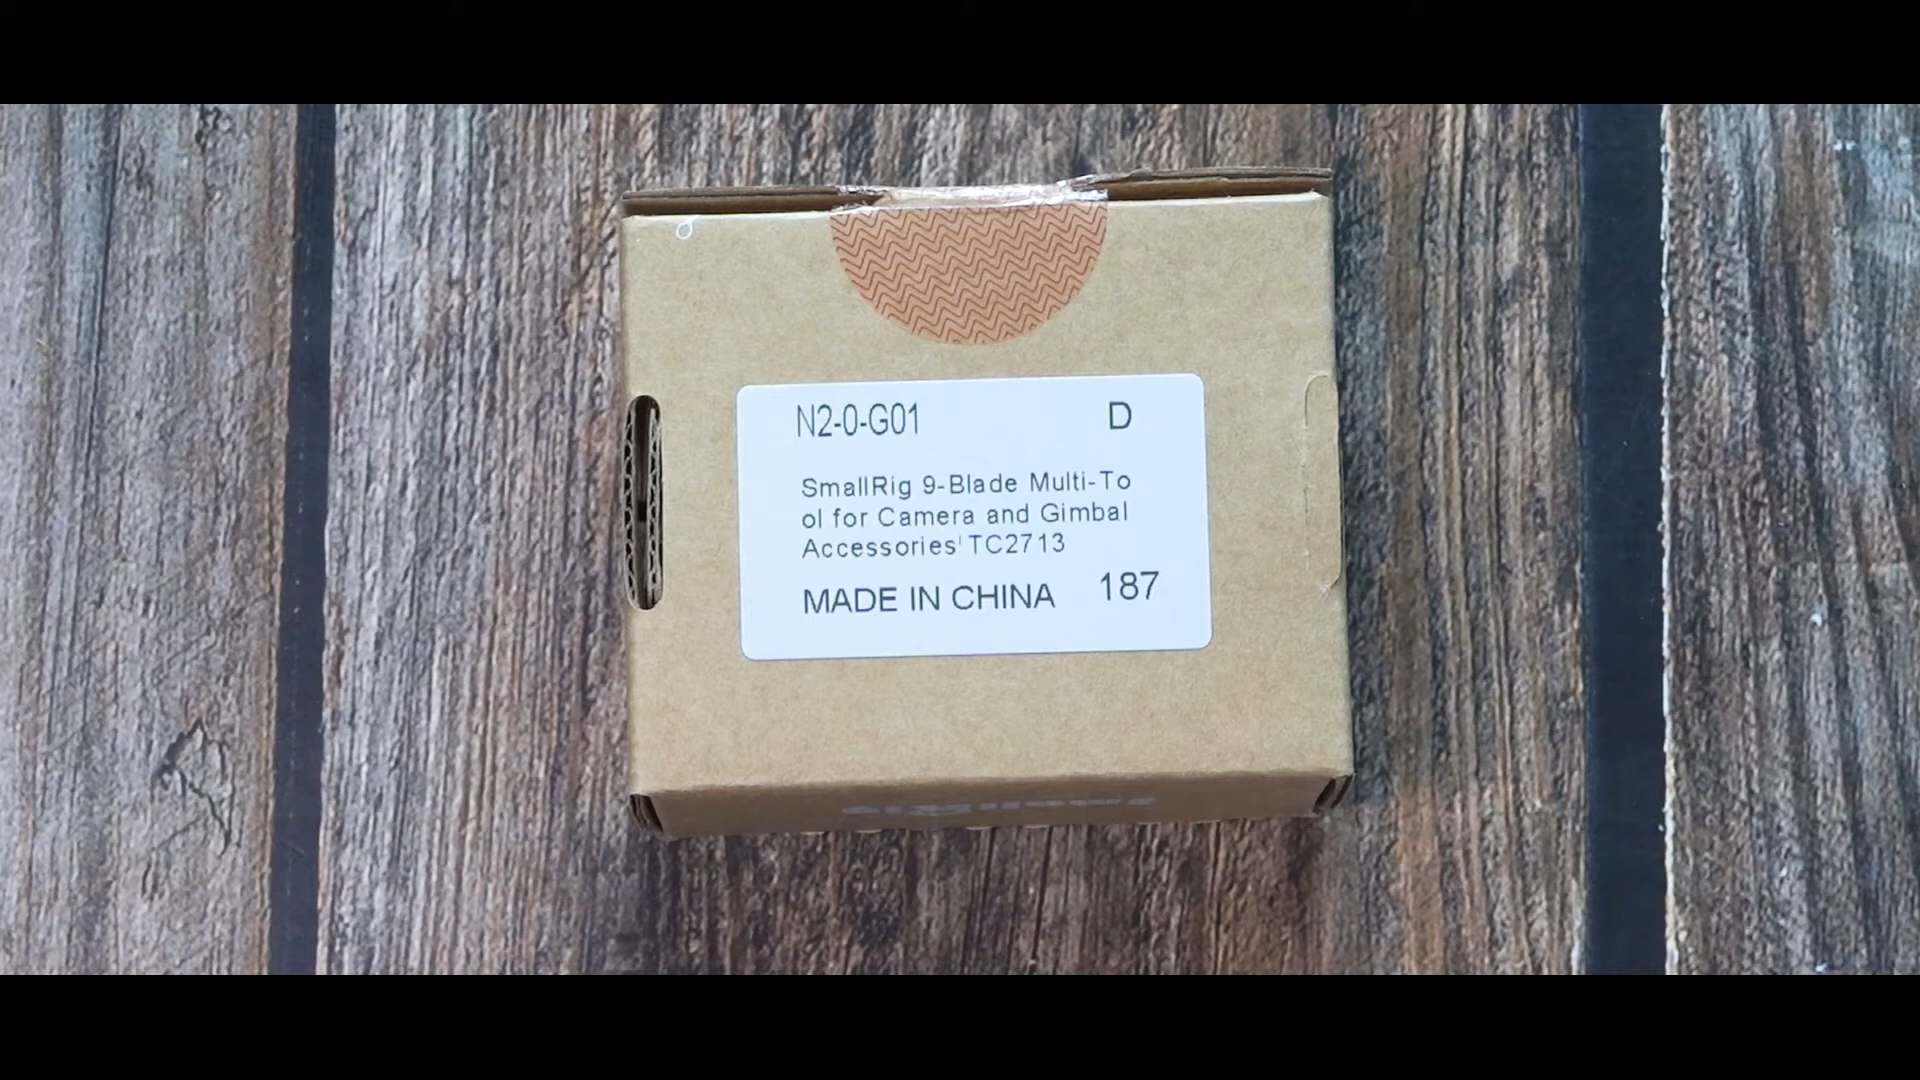 N2-0-G01 D
SmallRig 9-Blade Multi-To
ol for Camera and Gimbal
Accessories' TC2713
MADE IN CHINA 187
SmallRig